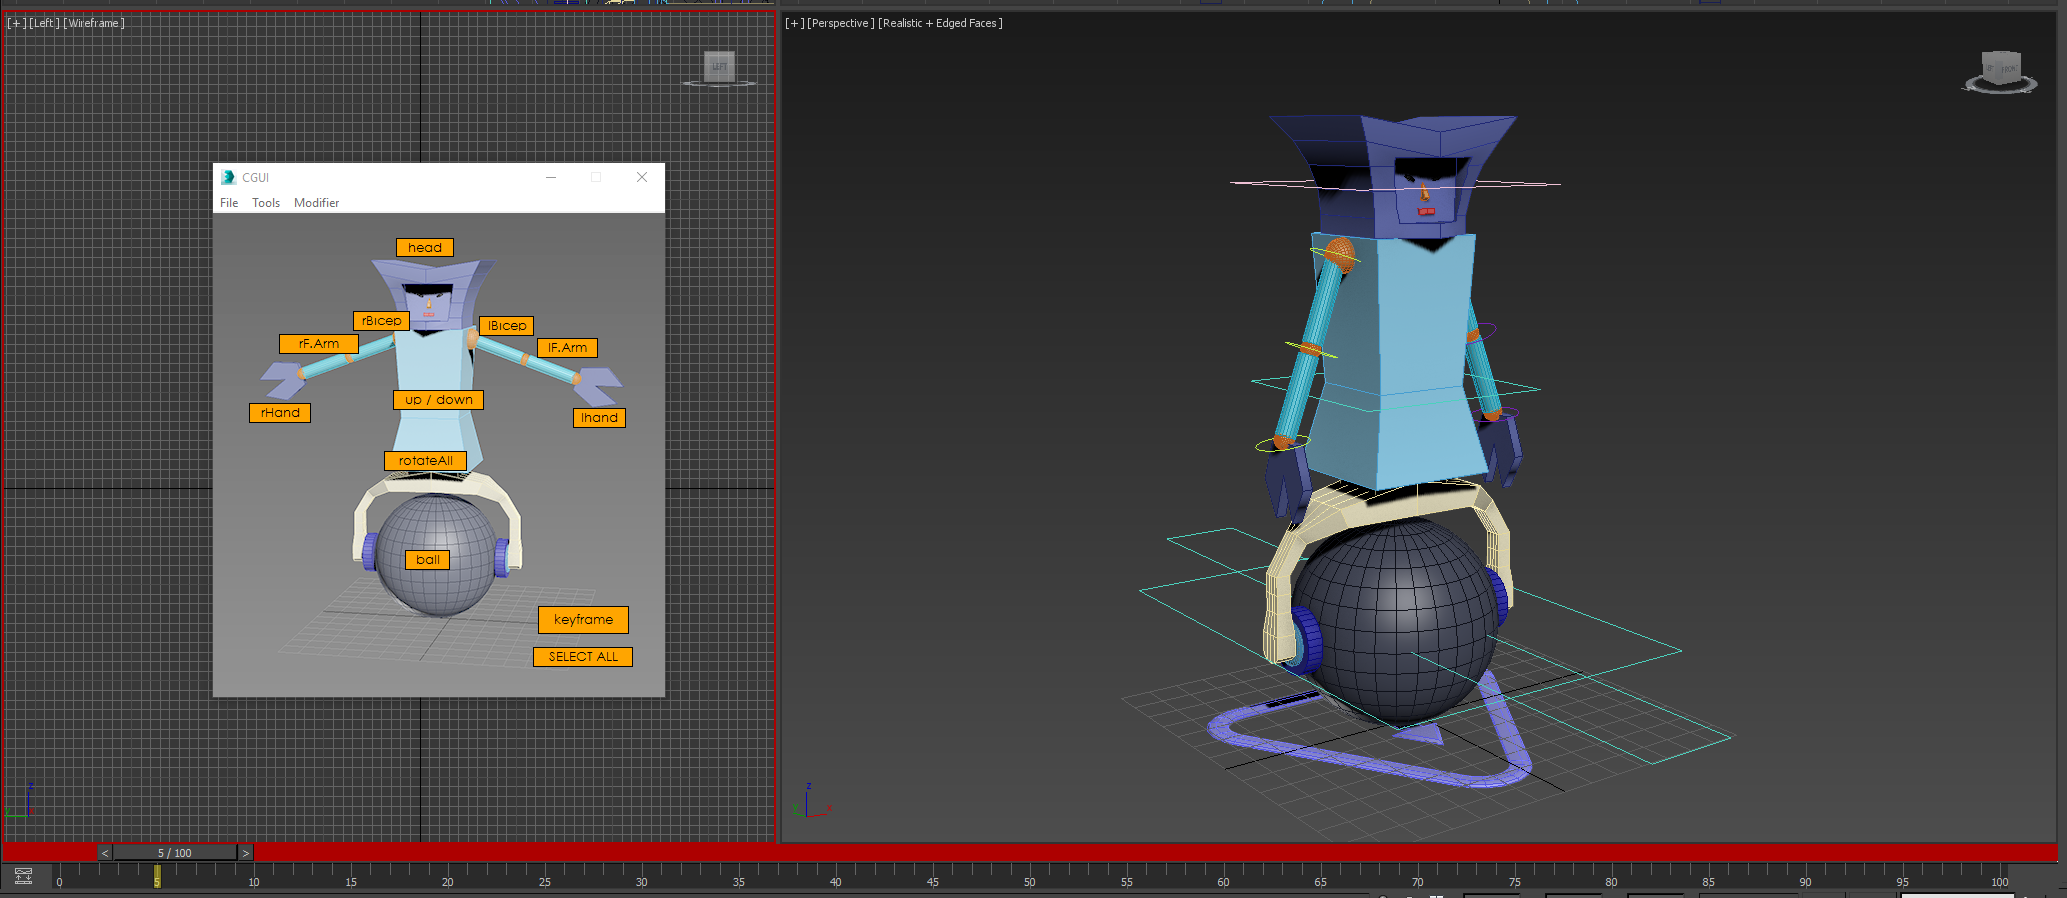 [+] [Left] [Wireframe]
LEFT
[+] [Perspective] [Realistic + Edged Faces]
FRONT
CGUI
File Tools Modifier
head
rBicep
lBicep
rF.Arm
lF.Arm
rHand
up / down
lhand
rotateAll
ball
keyframe
SELECT ALL
z
y
z
y
x
< 5 / 100 >
0 5 10 15 20 25 30 35 40 45 50 55 60 65 70 75 80 85 90 95 100